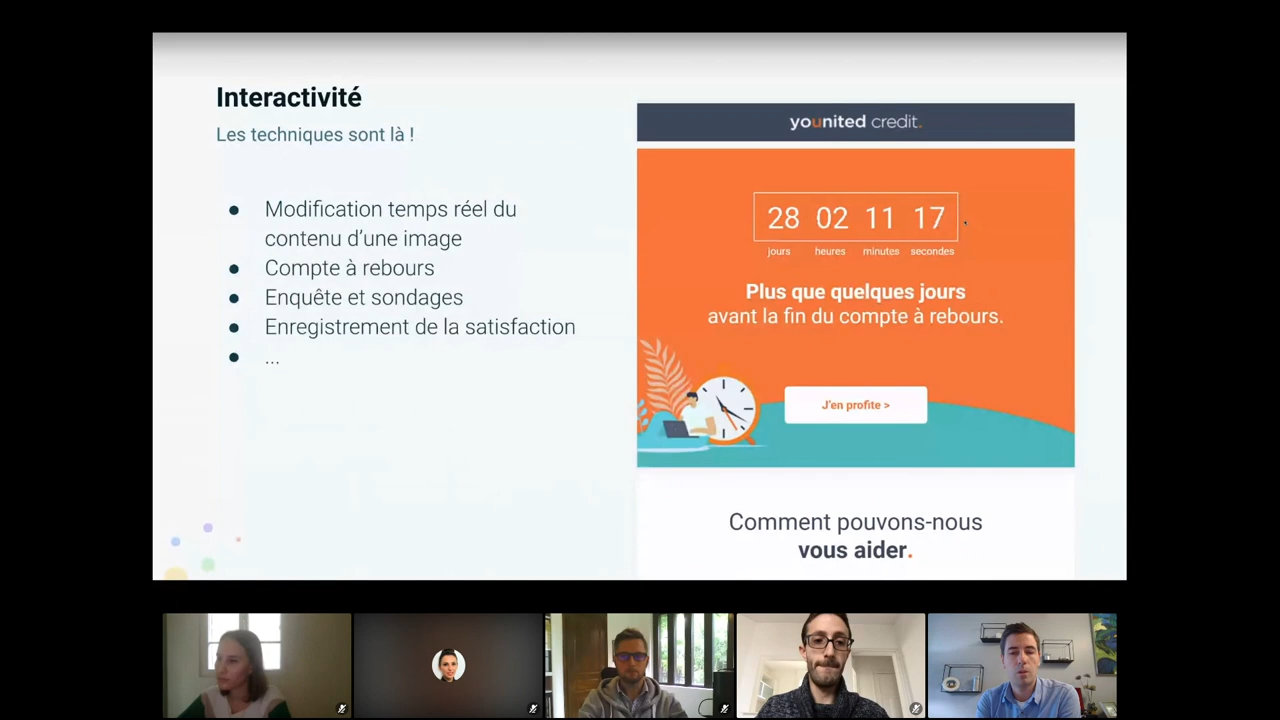 Interactivité
Les techniques sont là !
● Modification temps réel du
contenu d'une image
● Compte à rebours
● Enquête et sondages
● Enregistrement de la satisfaction
● ...
younited credit.
28 02 11 17
jours heures minutes secondes
Plus que quelques jours
avant la fin du compte à rebours.
J'en profite >
Comment pouvons-nous
vous aider.